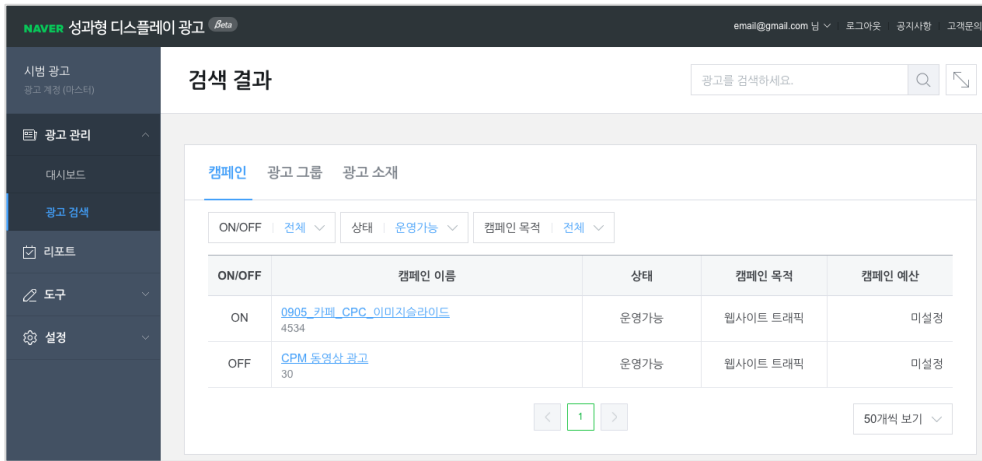 NAVER 성과형 디스플레이 광고 Beta
email@gmail.com 님 로그아웃 공지사항 고객문의
시범 광고
광고 계정 (마스터)
광고 관리
대시보드
광고 검색
리포트
도구
설정
검색 결과
광고를 검색하세요.
캠페인 광고 그룹 광고 소재
ON/OFF 전체 상태 운영가능 캠페인 목적 전체
ON/OFF 캠페인 이름 상태 캠페인 목적 캠페인 예산
ON 0905_카페_CPC_이미지슬라이드 운영가능 웹사이트 트래픽 미설정
4534
OFF CPM 동영상 광고 운영가능 웹사이트 트래픽 미설정
30
1
50개씩 보기